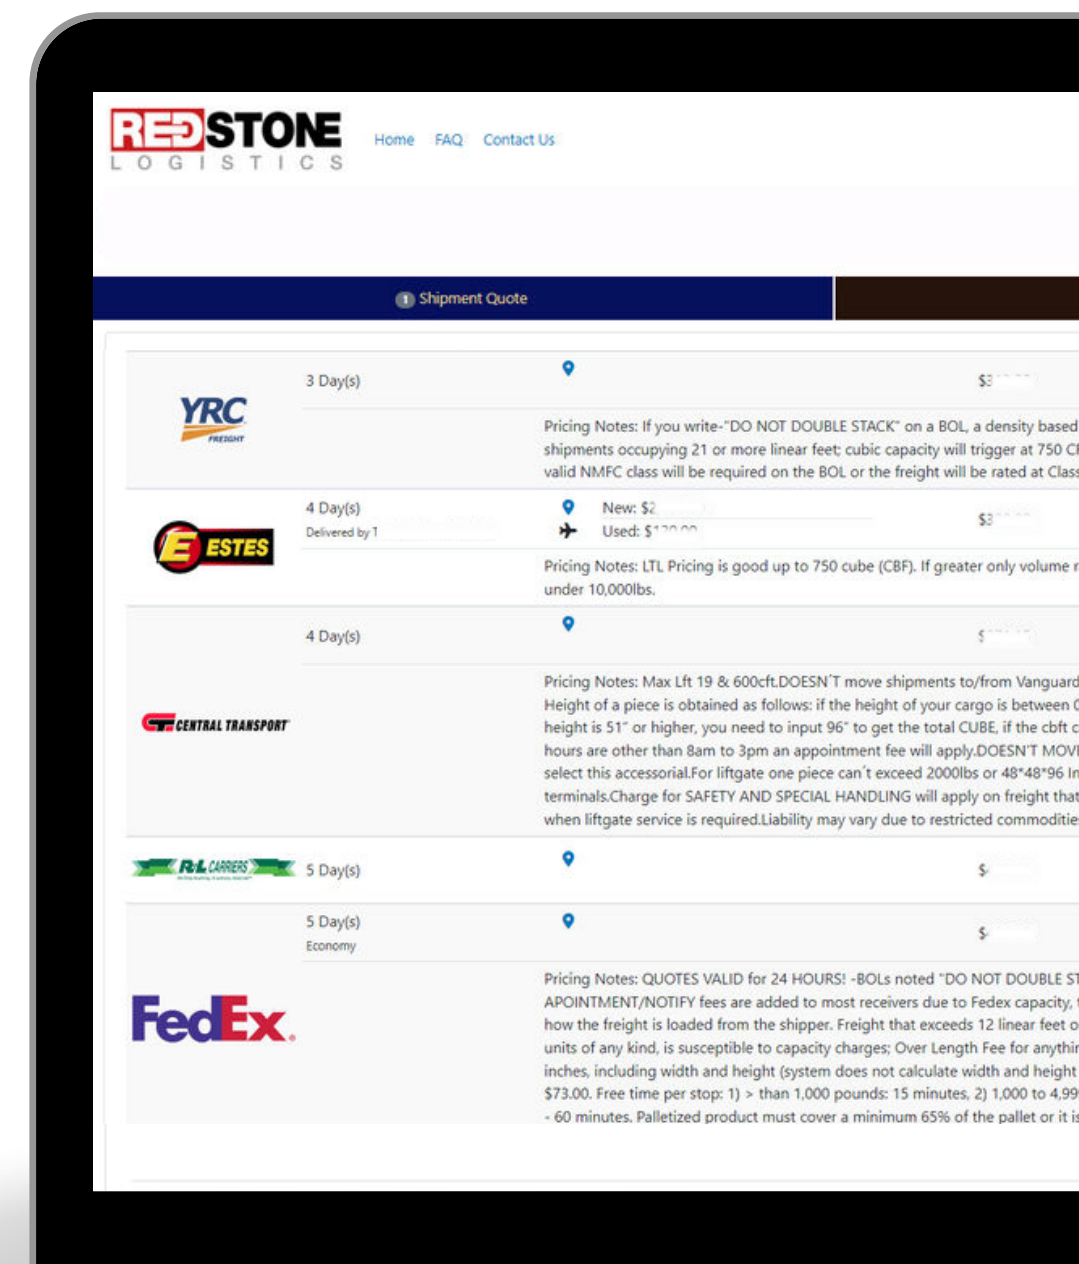 REDSTONE
LOGISTICS
Home FAQ Contact Us
1 Shipment Quote
YRC
FREIGHT
3 Day(s)
$3
Pricing Notes: If you write-"DO NOT DOUBLE STACK" on a BOL, a density based
shipments occupying 21 or more linear feet; cubic capacity will trigger at 750
valid NMFC class will be required on the BOL or the freight will be rated at Class
ESTES
4 Day(s)
Delivered by
New: $2
Used: $
$3
Pricing Notes: LTL Pricing is good up to 750 cube (CBF). If greater only volume
under 10,000lbs.
CENTRAL TRANSPORT
4 Day(s)
$
Pricing Notes: Max Lft 19 & 600cft.DOESN´T move shipments to/from Vanguard
Height of a piece is obtained as follows: if the height of your cargo is between
height is 51" or higher, you need to input 96" to get the total CUBE, if the cbft
hours are other than 8am to 3pm an appointment fee will apply.DOESN'T MOVE
select this accessorial.For liftgate one piece can´t exceed 2000lbs or 48*48*96
terminals.Charge for SAFETY AND SPECIAL HANDLING will apply on freight that
when liftgate service is required.Liability may vary due to restricted commodities
R+L CARRIERS
5 Day(s)
$
FedEx.
5 Day(s)
Economy
$
Pricing Notes: QUOTES VALID for 24 HOURS! -BOLs noted "DO NOT DOUBLE
APOINTMENT/NOTIFY fees are added to most receivers due to Fedex capacity,
how the freight is loaded from the shipper. Freight that exceeds 12 linear feet
units of any kind, is susceptible to capacity charges; Over Length Fee for
inches, including width and height (system does not calculate width and height
$73.00. Free time per stop: 1) > than 1,000 pounds: 15 minutes, 2) 1,000 to
- 60 minutes. Palletized product must cover a minimum 65% of the pallet or it